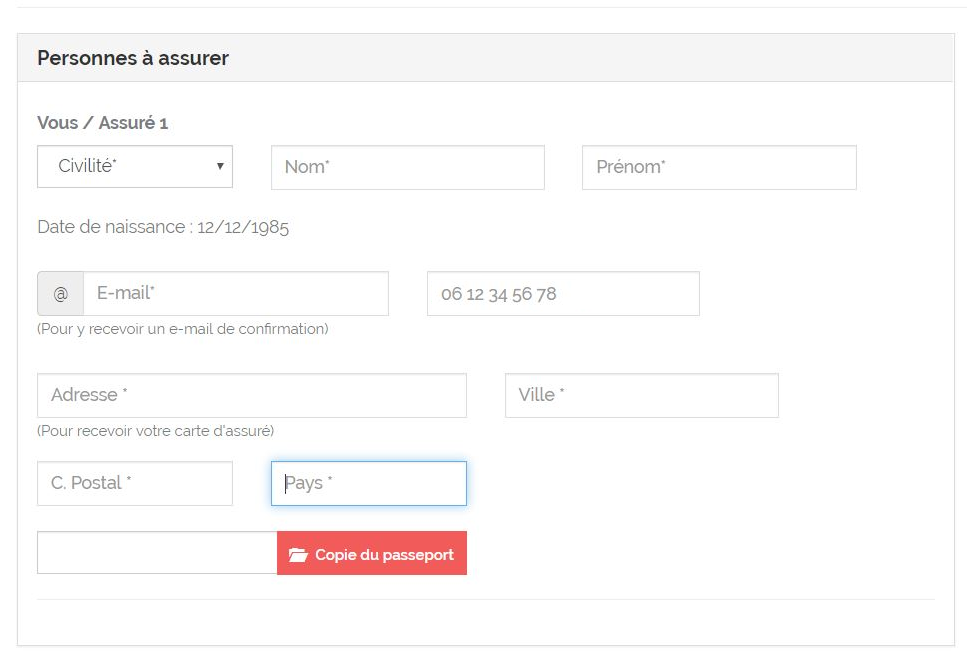 Personnes à assurer
Vous / Assuré 1
Civilité* Nom* Prénom*
Date de naissance : 12/12/1985
@ E-mail* 06 12 34 56 78
(Pour y recevoir un e-mail de confirmation)
Adresse * Ville *
(Pour recevoir votre carte d'assuré)
C. Postal * Pays *
Copie du passeport